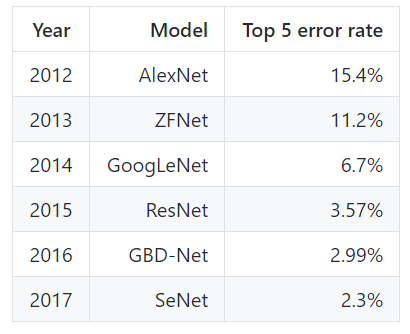 Year Model Top 5 error rate
2012 AlexNet 15.4%
2013 ZFNet 11.2%
2014 GoogLeNet 6.7%
2015 ResNet 3.57%
2016 GBD-Net 2.99%
2017 SeNet 2.3%